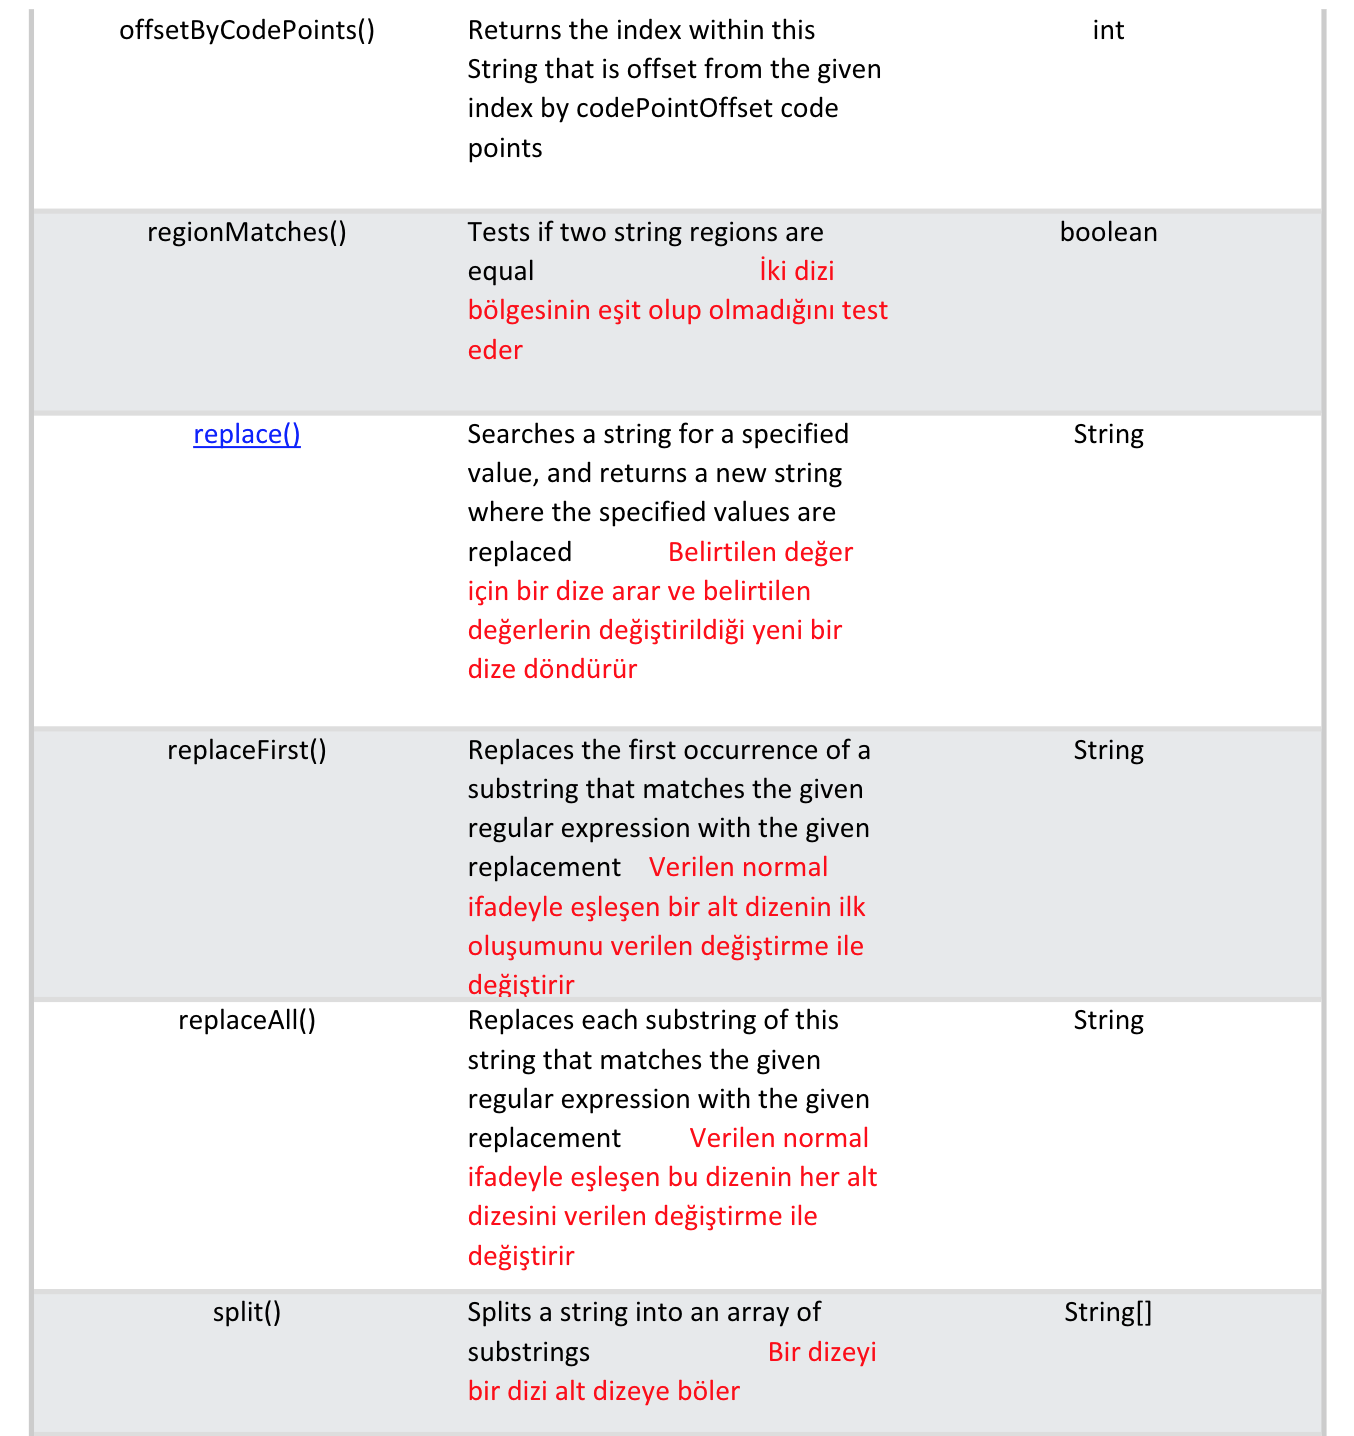 offsetByCodePoints()
Returns the index within this
String that is offset from the given
index by codePointOffset code
points
int
regionMatches()
Tests if two string regions are
equal İki dizi
bölgesinin eşit olup olmadığını test
eder
boolean
replace()
Searches a string for a specified
value, and returns a new string
where the specified values are
replaced Belirtilen değer
için bir dize arar ve belirtilen
değerlerin değiştirildiği yeni bir
dize döndürür
String
replaceFirst()
Replaces the first occurrence of a
substring that matches the given
regular expression with the given
replacement Verilen normal
ifadeyle eşleşen bir alt dizenin ilk
oluşumunu verilen değiştirme ile
değiştirir
String
replaceAll()
Replaces each substring of this
string that matches the given
regular expression with the given
replacement Verilen normal
ifadeyle eşleşen bu dizenin her alt
dizesini verilen değiştirme ile
değiştirir
String
split()
Splits a string into an array of
substrings Bir dizeyi
bir dizi alt dizeye böler
String[]